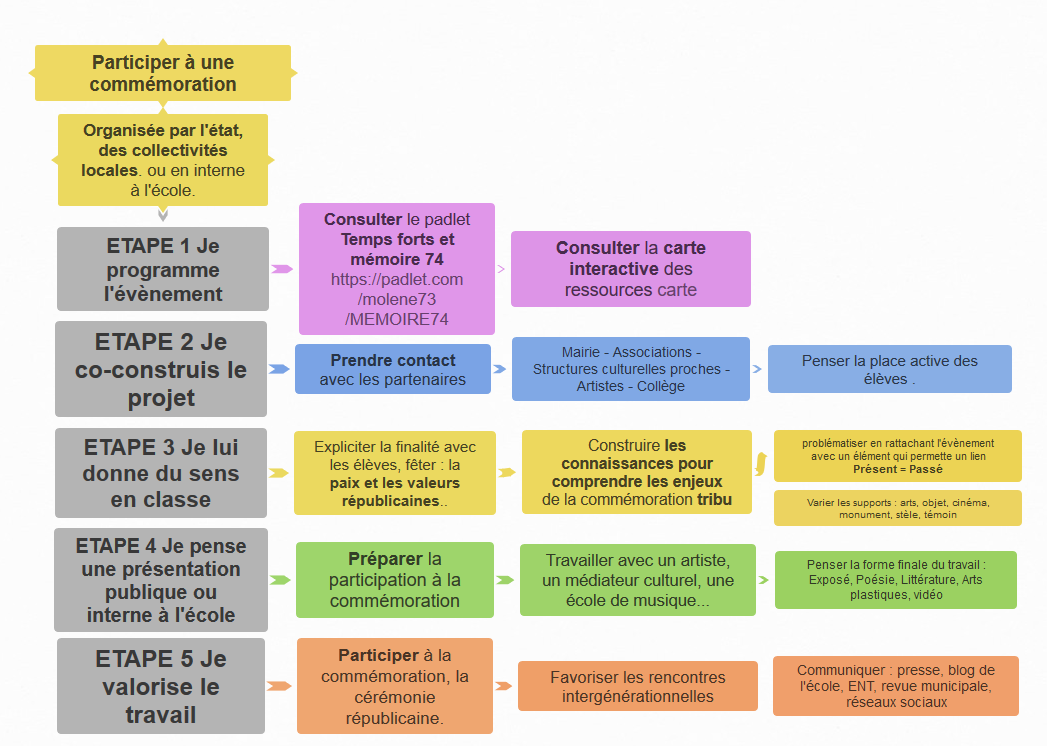 Participer à une
commémoration
Organisée par l'état,
des collectivités
locales. ou en interne
à l'école.
ETAPE 1 Je
programme
l'évènement
Consulter le padlet
Temps forts et
mémoire 74
https://padlet.com
/molene73
/MEMOIRE74
Consulter la carte
interactive des
ressources carte
ETAPE 2 Je
co-construis le
projet
Prendre contact
avec les partenaires
Mairie - Associations -
Structures culturelles proches -
Artistes - Collège
Penser la place active des
élèves .
ETAPE 3 Je lui
donne du sens
en classe
Expliciter la finalité avec
les élèves, fêter : la
paix et les valeurs
républicaines..
Construire les
connaissances pour
comprendre les enjeux
de la commémoration tribu
problématiser en rattachant l'évènement
avec un élément qui permette un lien
Présent = Passé
Varier les supports : arts, objet, cinéma,
monument, stèle, témoin
ETAPE 4 Je pense
une présentation
publique ou
interne à l'école
Préparer la
participation à la
commémoration
Travailler avec un artiste,
un médiateur culturel, une
école de musique...
Penser la forme finale du travail :
Exposé, Poésie, Littérature, Arts
plastiques, vidéo
ETAPE 5 Je
valorise le
travail
Participer à la
commémoration, la
cérémonie
républicaine.
Favoriser les rencontres
intergénérationnelles
Communiquer : presse, blog de
l'école, ENT, revue municipale,
réseaux sociaux